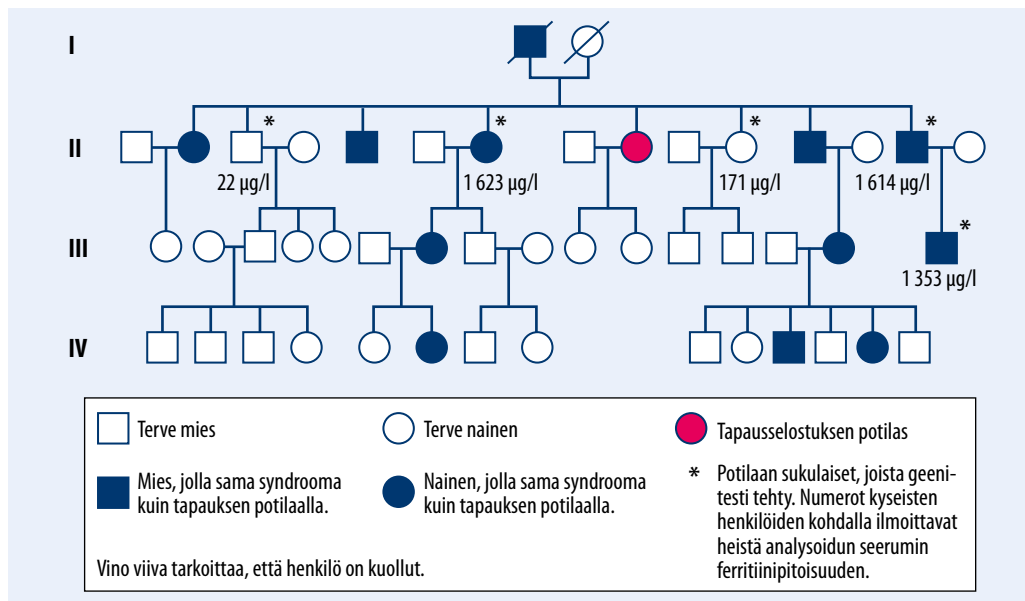 I
*
*
*
*
II
22 µg/l
1 623 µg/l
171 µg/l
1 614 µg/l
*
III
1 353 µg/l
IV
Terve mies
Terve nainen
Tapausselostuksen potilas
Mies, jolla sama syndrooma
kuin tapauksen potilaalla.
Nainen, jolla sama syndrooma
kuin tapauksen potilaalla.
* Potilaan sukulaiset, joista geeni-
testi tehty. Numerot kyseisten
henkilöiden kohdalla ilmoittavat
heistä analysoidun seerumin
ferritiinipitoisuuden.
Vino viiva tarkoittaa, että henkilö on kuollut.